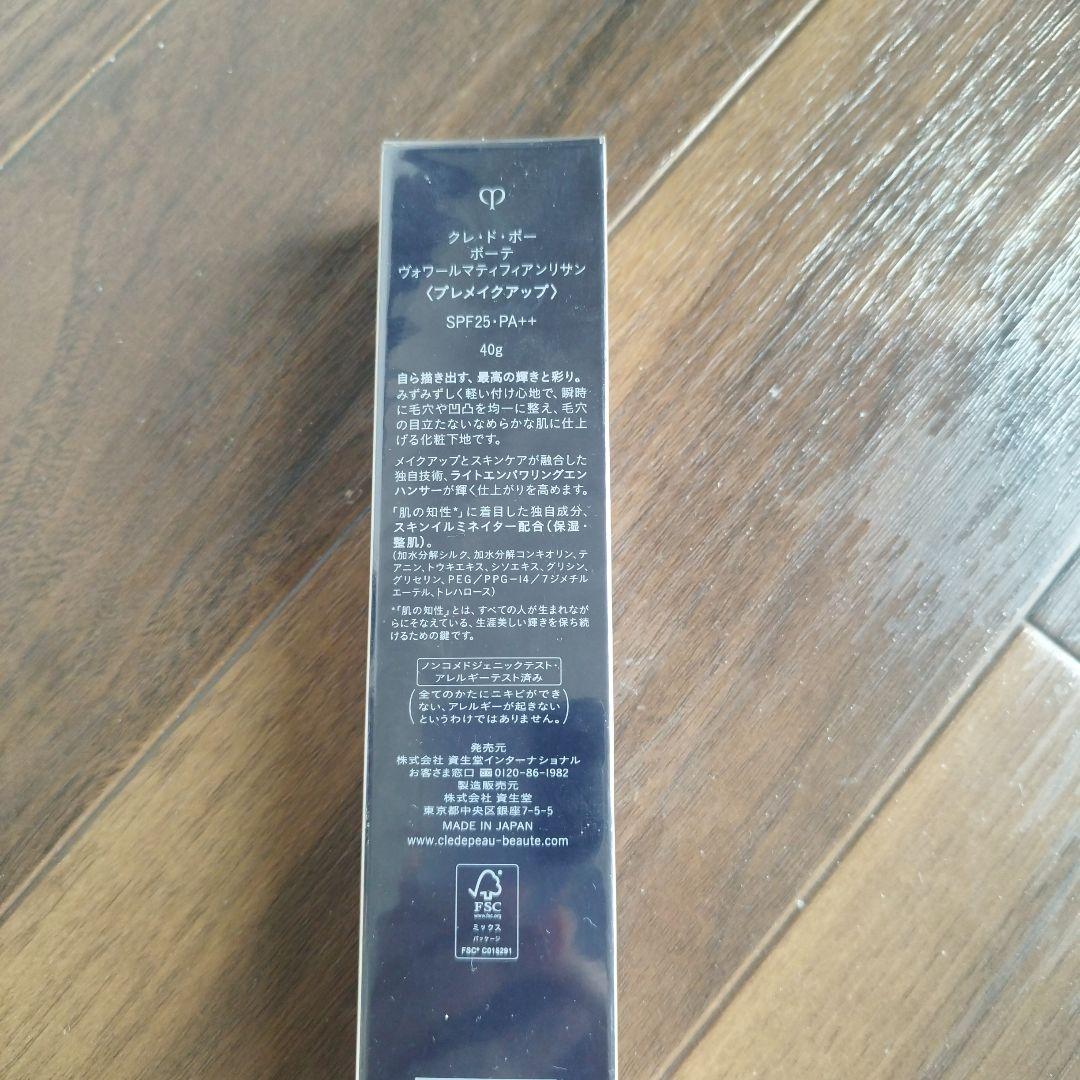 クレ・ド・ポー
ボーテ
ヴォワールマティフィアンリサン
〈プレメイクアップ〉
SPF25・PA++
40g
自ら描き出す、最高の輝きと彩り。
みずみずしく軽い付け心地で、瞬時
に毛穴や凹凸を均一に整え、毛穴
の目立たないなめらかな肌に仕上
げる化粧下地です。
メイクアップとスキンケアが融合した
独自技術、ライトエンパワリングエン
ハンサーが輝く仕上がりを高めます。
「肌の知性*」に着目した独自成分、
スキンイルミネイター配合（保湿・
整肌）。
（加水分解シルク、加水分解コンキオリン、テ
アニン、トウキエキス、シソエキス、グリシン、
グリセリン、PEG／PPG-14／7ジメチル
エーテル、トレハロース）
*「肌の知性」とは、すべての人が生まれなが
らにそなえている、生涯美しい輝きを保ち続
けるための鍵です。
ノンコメドジェニックテスト・
アレルギーテスト済み
（全てのかたにニキビができ
ない、アレルギーが起きない
というわけではありません。）
発売元
株式会社 資生堂インターナショナル
お客さま窓口 0120-86-1982
製造販売元
株式会社 資生堂
東京都中央区銀座7-5-5
MADE IN JAPAN
www.cledepeau-beaute.com
FSC
www.fsc.org
ミックス
パッケージ
FSC® C015291